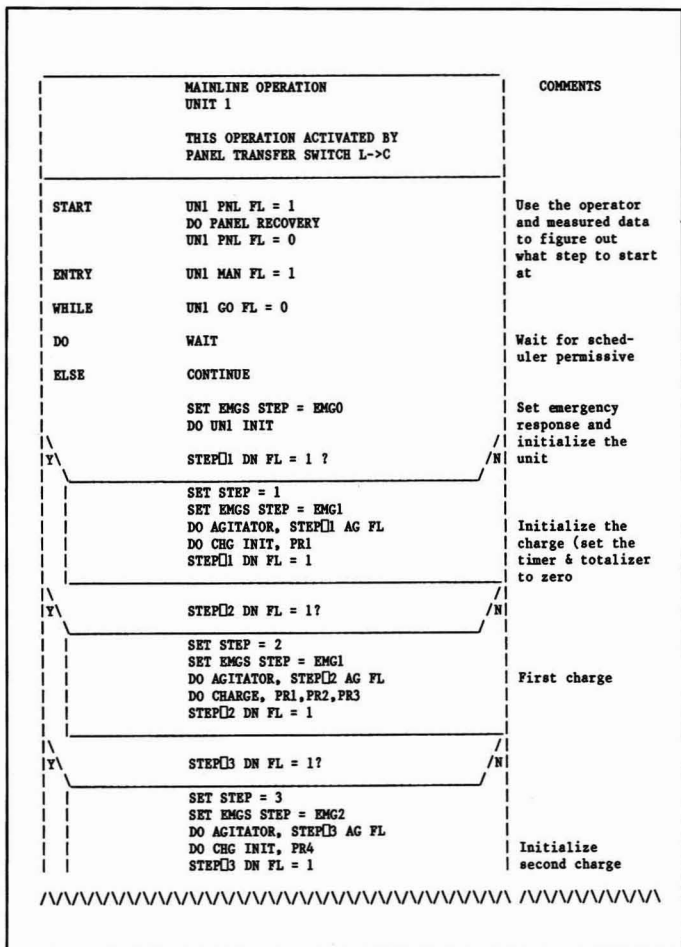 MAINLINE OPERATION COMMENTS
UNIT 1
THIS OPERATION ACTIVATED BY
PANEL TRANSFER SWITCH L->C
START UN1 PNL FL = 1 Use the operator
DO PANEL RECOVERY and measured data
UN1 PNL FL = 0 to figure out
what step to start
ENTRY UN1 MAN FL = 1 at
WHILE UN1 GO FL = 0
DO WAIT Wait for sched-
uler permissive
ELSE CONTINUE
SET EMGS STEP = EMG0 Set emergency
DO UN1 INIT response and
initialize the
Y STEP▯1 DN FL = 1 ? N unit
SET STEP = 1
SET EMGS STEP = EMG1
DO AGITATOR, STEP▯1 AG FL Initialize the
DO CHG INIT, PR1 charge (set the
STEP▯1 DN FL = 1 timer & totalizer
to zero
Y STEP▯2 DN FL = 1? N
SET STEP = 2
SET EMGS STEP = EMG1
DO AGITATOR, STEP▯2 AG FL First charge
DO CHARGE, PR1,PR2,PR3
STEP▯2 DN FL = 1
Y STEP▯3 DN FL = 1? N
SET STEP = 3
SET EMGS STEP = EMG2
DO AGITATOR, STEP▯3 AG FL
DO CHG INIT, PR4 Initialize
STEP▯3 DN FL = 1 second charge